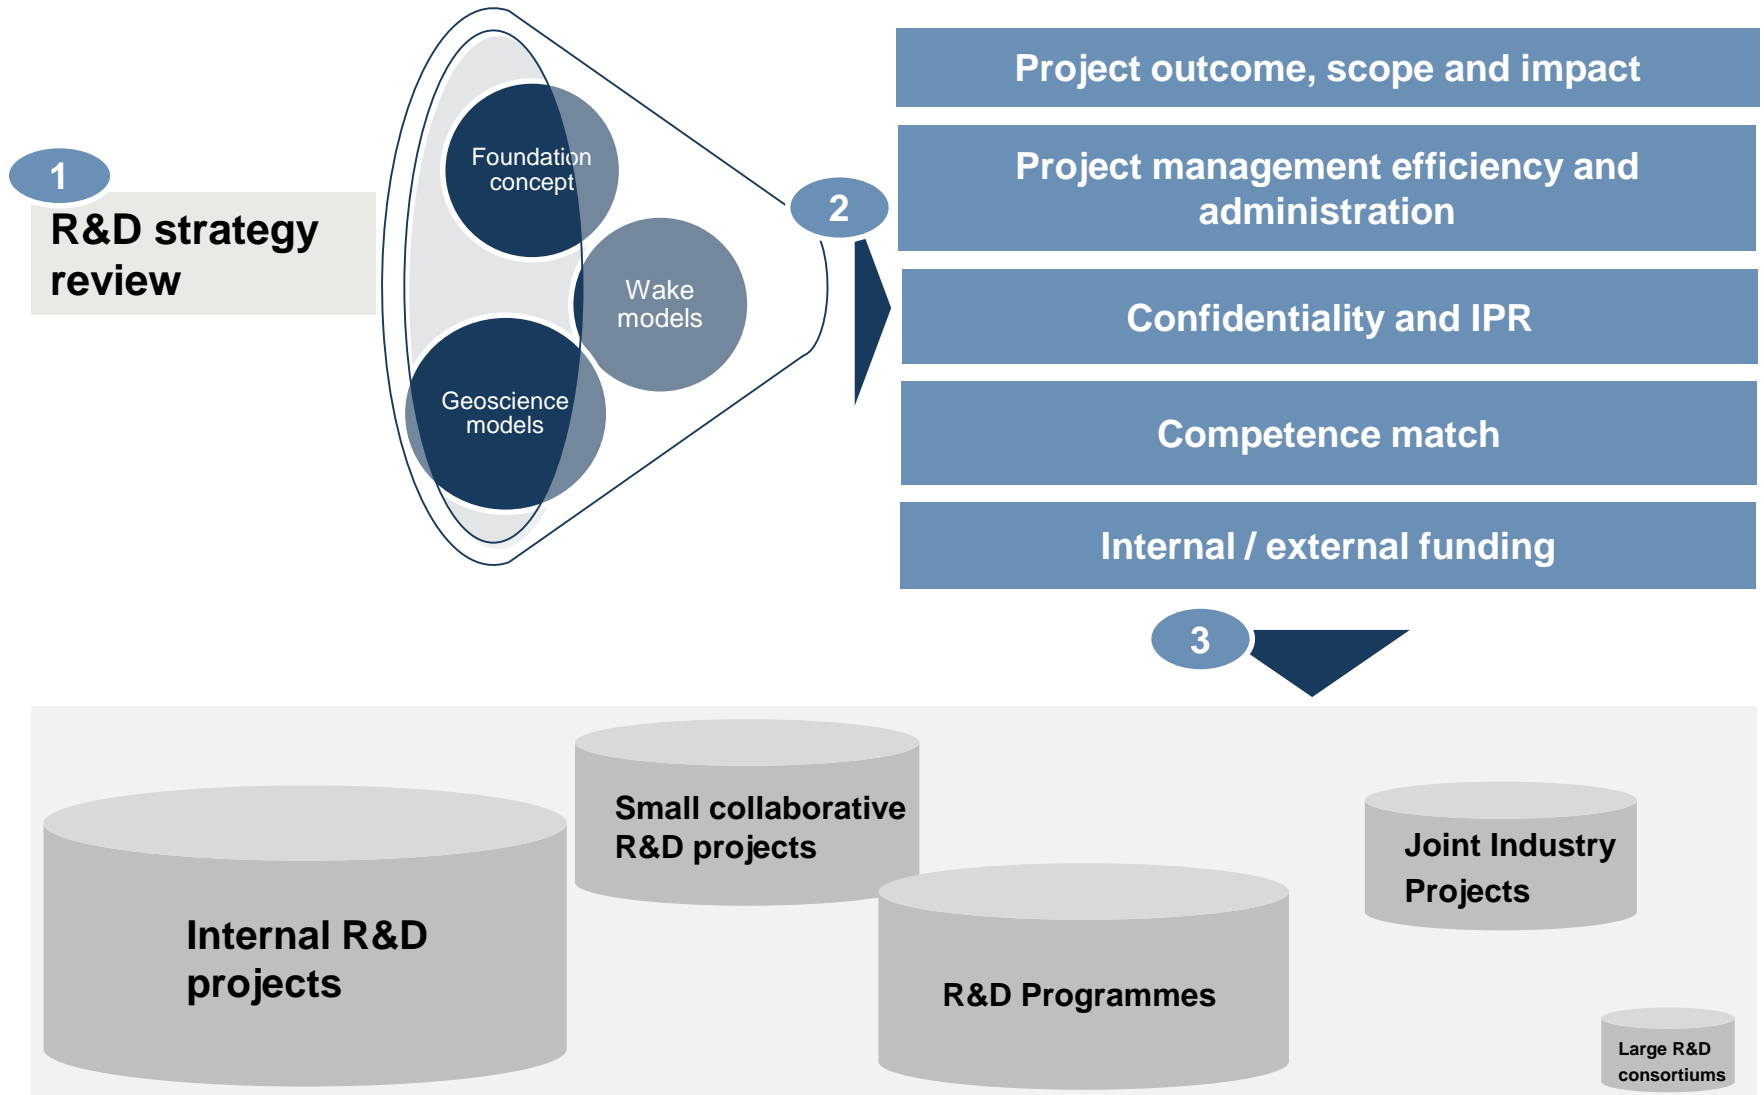 1
R&D strategy
review
Foundation
concept
Wake
models
Geoscience
models
2
Project outcome, scope and impact
Project management efficiency and
administration
Confidentiality and IPR
Competence match
Internal / external funding
3
Internal R&D
projects
Small collaborative
R&D projects
R&D Programmes
Joint Industry
Projects
Large R&D
consortiums